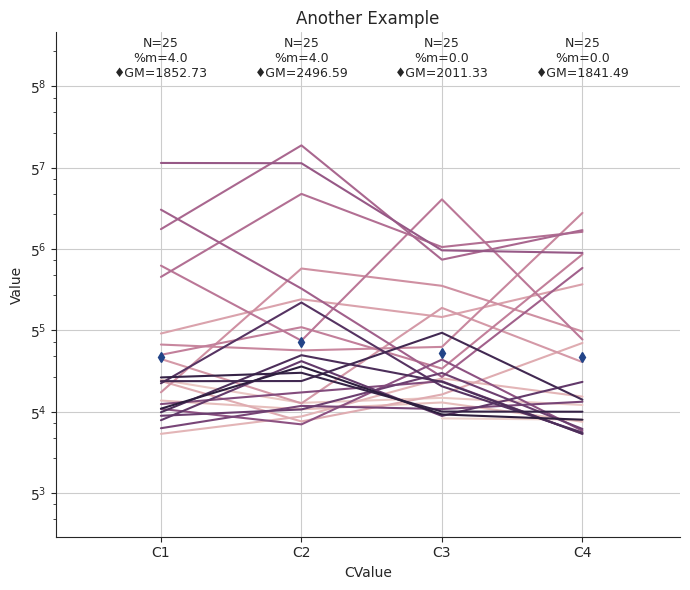 Another Example
N=25 N=25 N=25 N=25
%m=4.0 %m=4.0 %m=0.0 %m=0.0
♦GM=1852.73 ♦GM=2496.59 ♦GM=2011.33 ♦GM=1841.49
5⁸
5⁷
5⁶
5⁵
5⁴
5³
Value
C1 C2 C3 C4
CValue